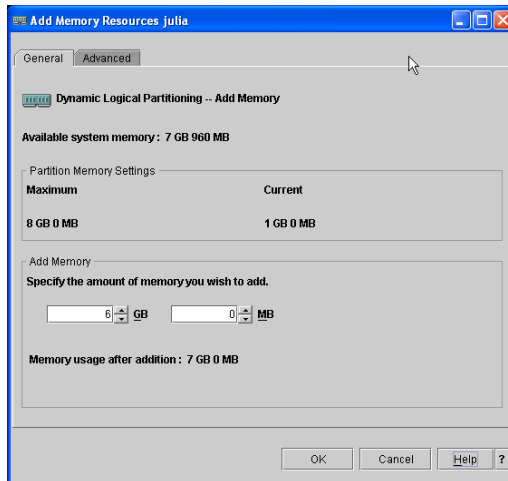 Add Memory Resources julia
General Advanced
Dynamic Logical Partitioning -- Add Memory
Available system memory : 7 GB 960 MB
Partition Memory Settings
Maximum Current
8 GB 0 MB 1 GB 0 MB
Add Memory
Specify the amount of memory you wish to add.
6 GB 0 MB
Memory usage after addition : 7 GB 0 MB
OK Cancel Help ?